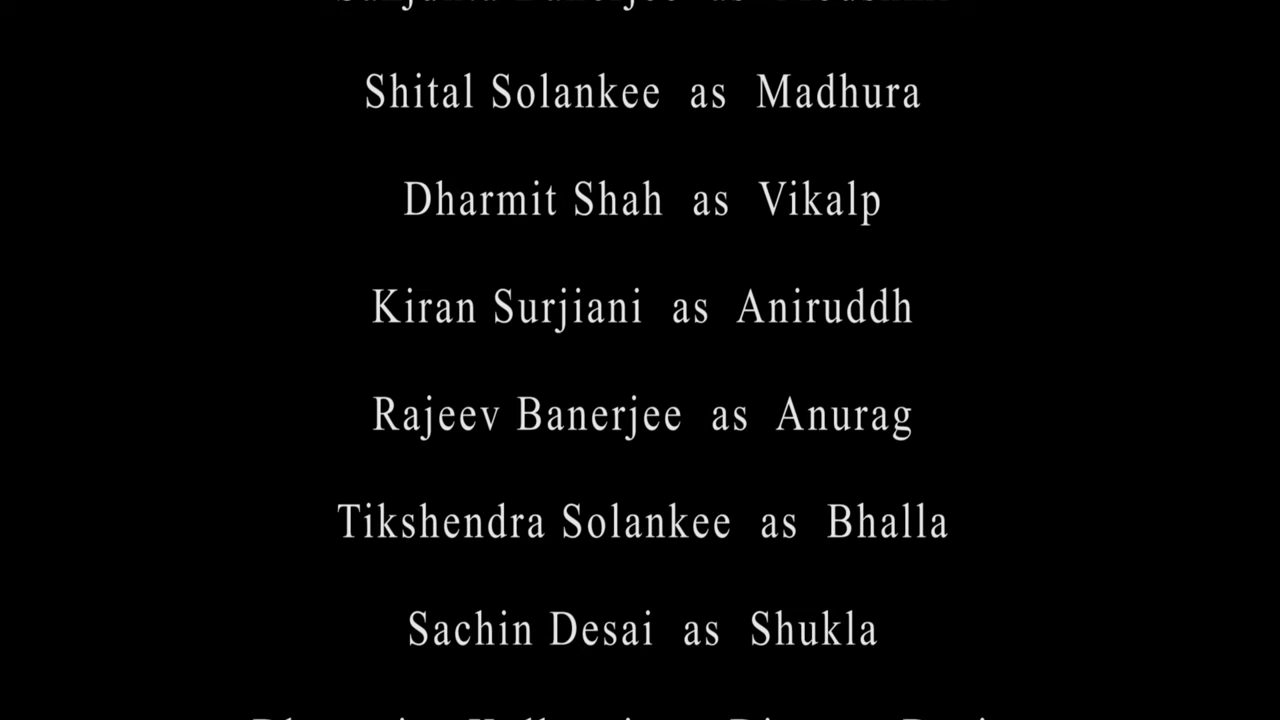 Shital Solankee as Madhura
Dharmit Shah as Vikalp
Kiran Surjiani as Aniruddh
Rajeev Banerjee as Anurag
Tikshendra Solankee as Bhalla
Sachin Desai as Shukla